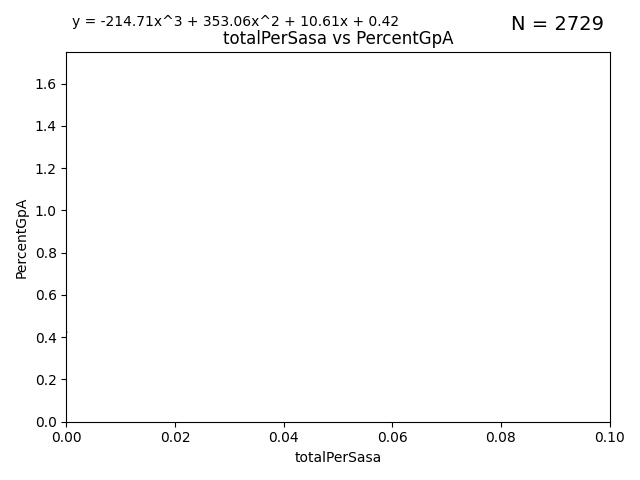 y = -214.71x^3 + 353.06x^2 + 10.61x + 0.42
N = 2729
totalPerSasa vs PercentGpA
1.6
1.4
1.2
1.0
0.8
0.6
0.4
0.2
0.0
PercentGpA
0.00 0.02 0.04 0.06 0.08 0.10
totalPerSasa